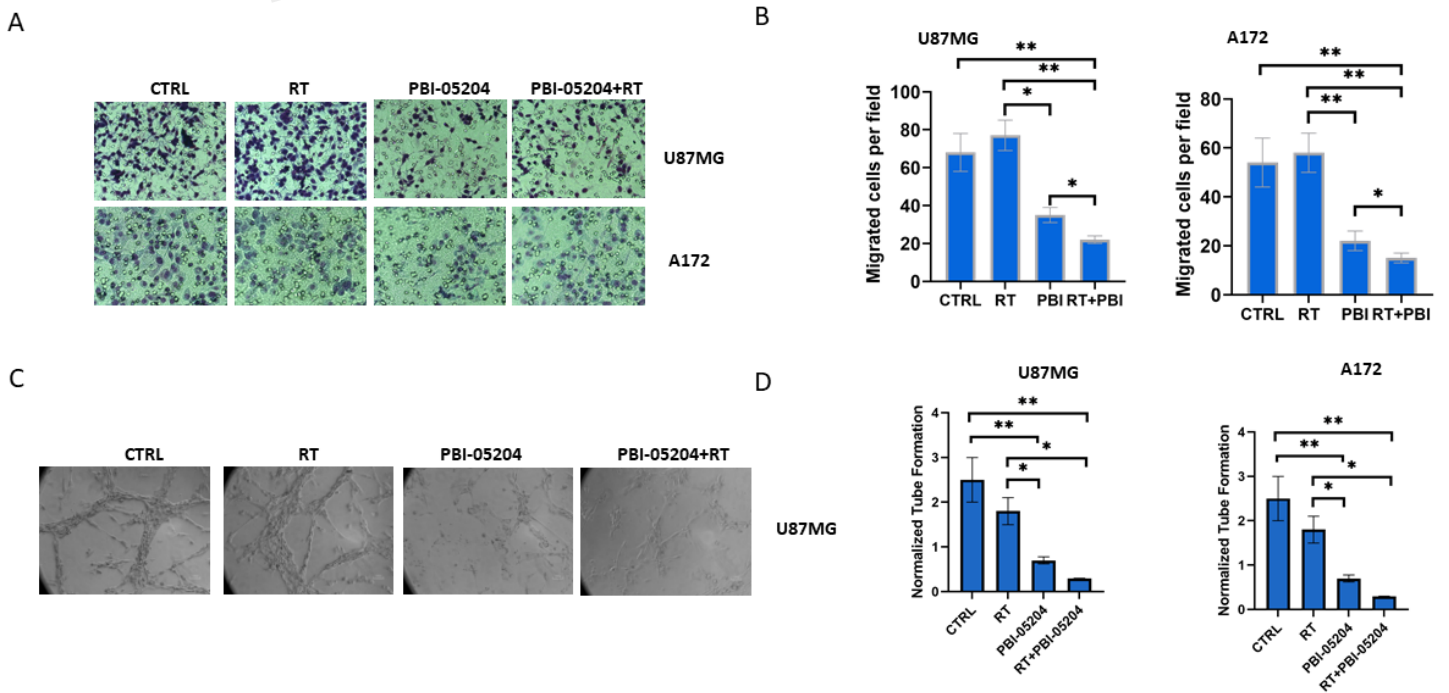 A
CTRL
RT
PBI-05204
PBI-05204+RT
U87MG
A172
B
U87MG
**
**
*
*
Migrated cells per field
100
80
60
40
20
0
CTRL
RT
PBI
RT+PBI
A172
**
**
**
*
Migrated cells per field
80
60
40
20
0
CTRL
RT
PBI
RT+PBI
C
CTRL
RT
PBI-05204
PBI-05204+RT
U87MG
D
U87MG
**
**
*
*
Normalized Tube Formation
4
3
2
1
0
CTRL
RT
PBI-05204
RT+PBI-05204
A172
**
**
*
*
Normalized Tube Formation
4
3
2
1
0
CTRL
RT
PBI-05204
RT+PBI-05204